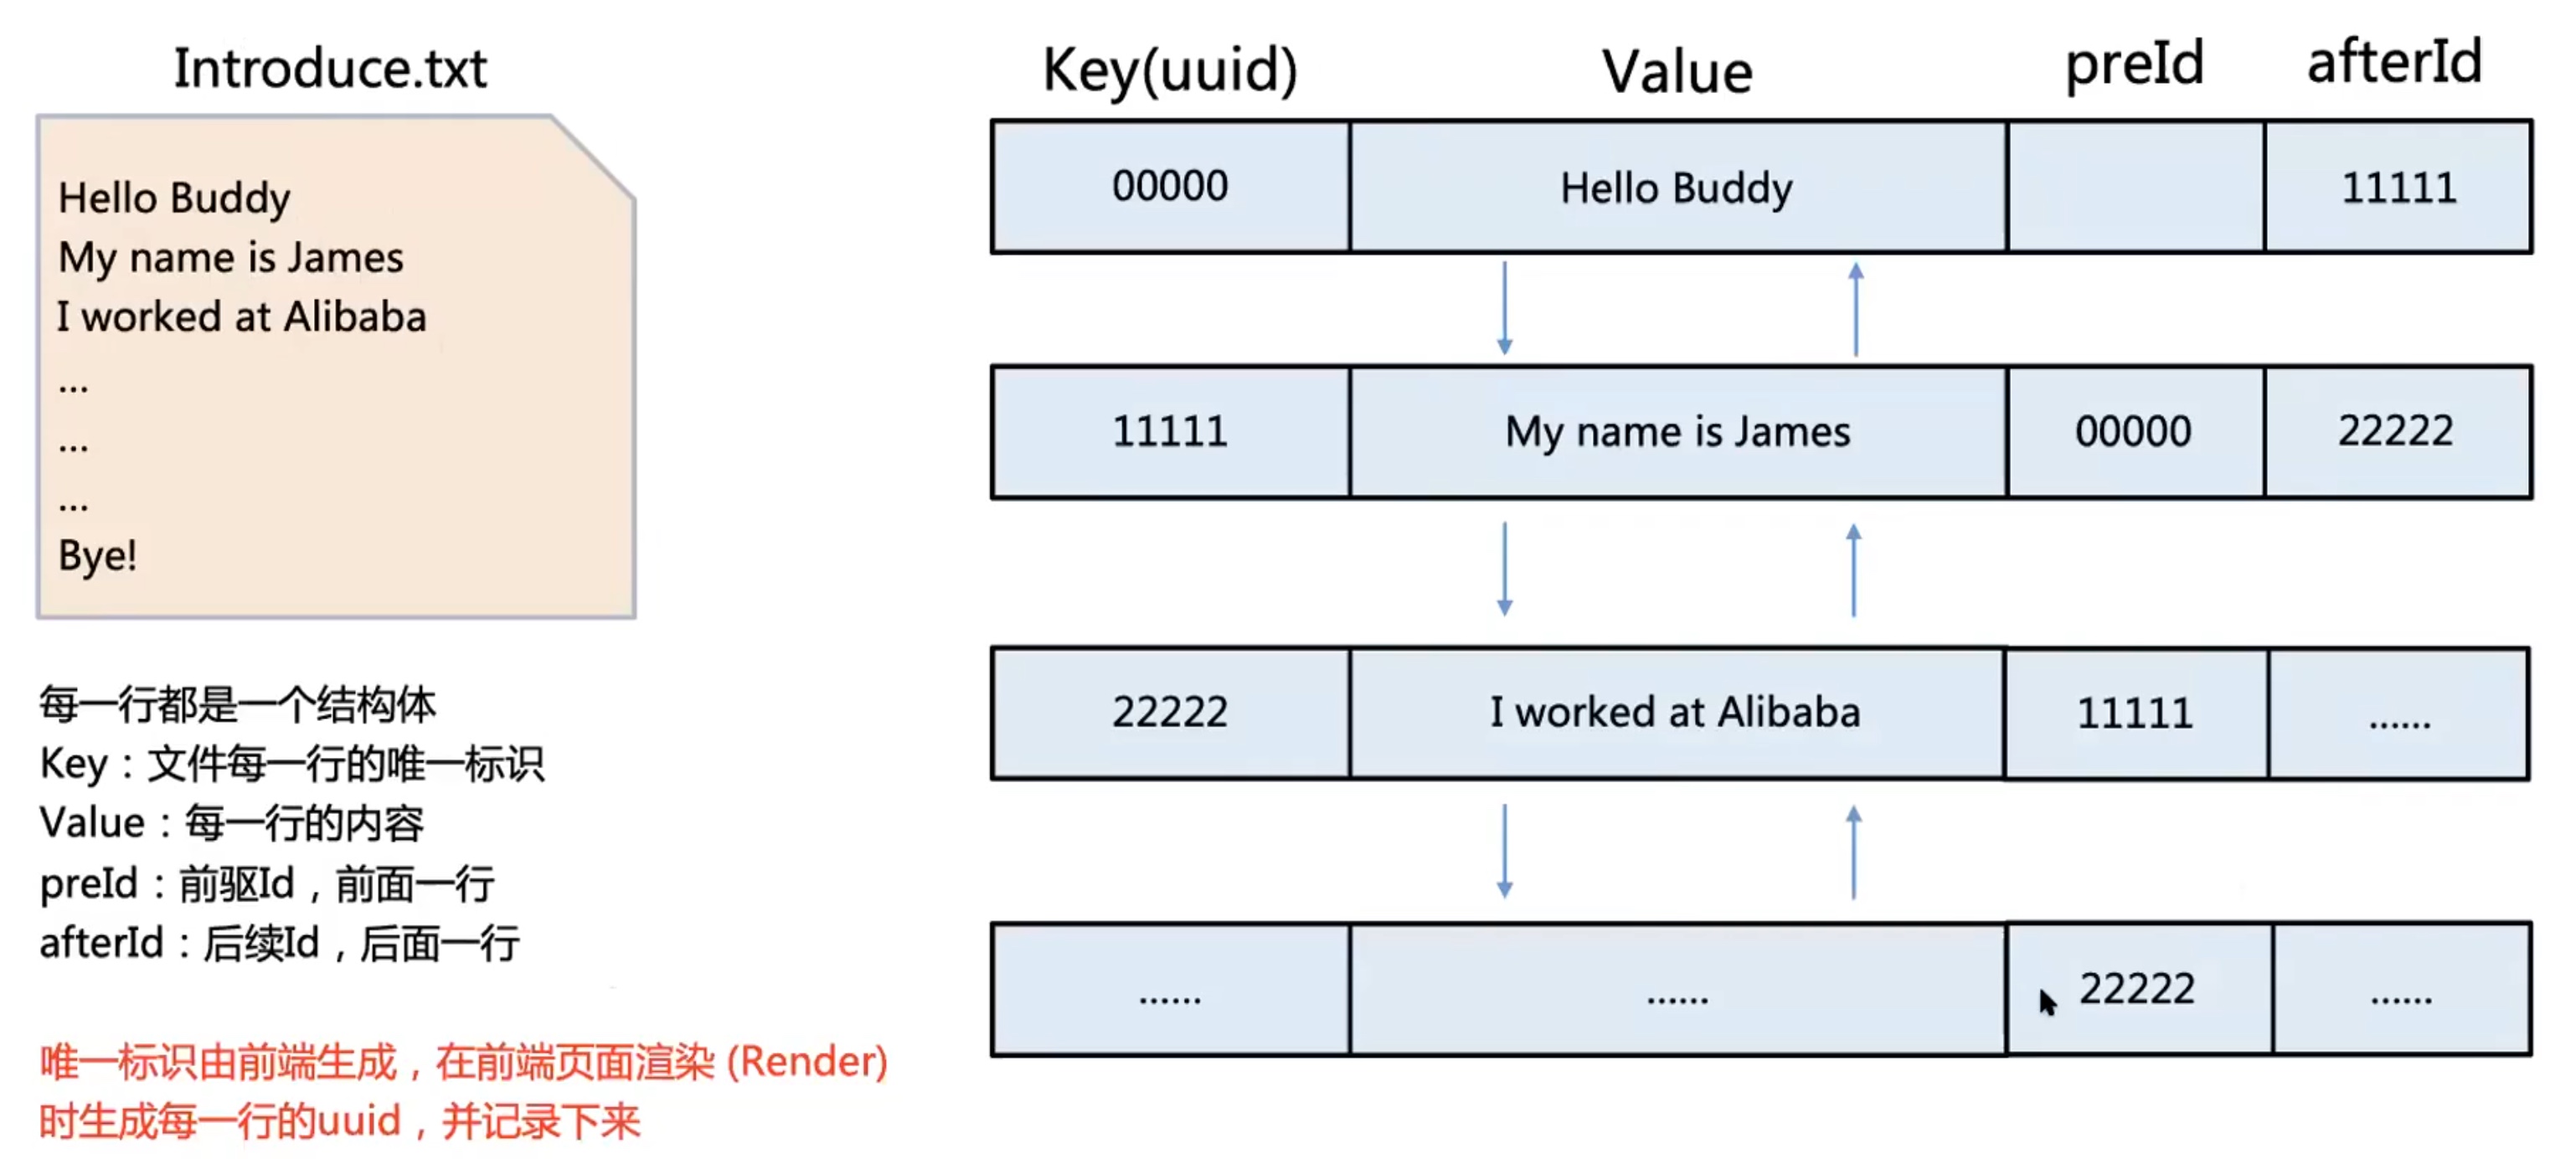 Introduce.txt
Hello Buddy
My name is James
I worked at Alibaba
...
...
...
Bye!
每一行都是一个结构体
Key：文件每一行的唯一标识
Value：每一行的内容
preId：前驱Id，前面一行
afterId：后续Id，后面一行
唯一标识由前端生成，在前端页面渲染 (Render)
时生成每一行的uuid，并记录下来
Key(uuid) Value preId afterId
00000 Hello Buddy 11111
11111 My name is James 00000 22222
22222 I worked at Alibaba 11111 ......
...... ...... 22222 ......